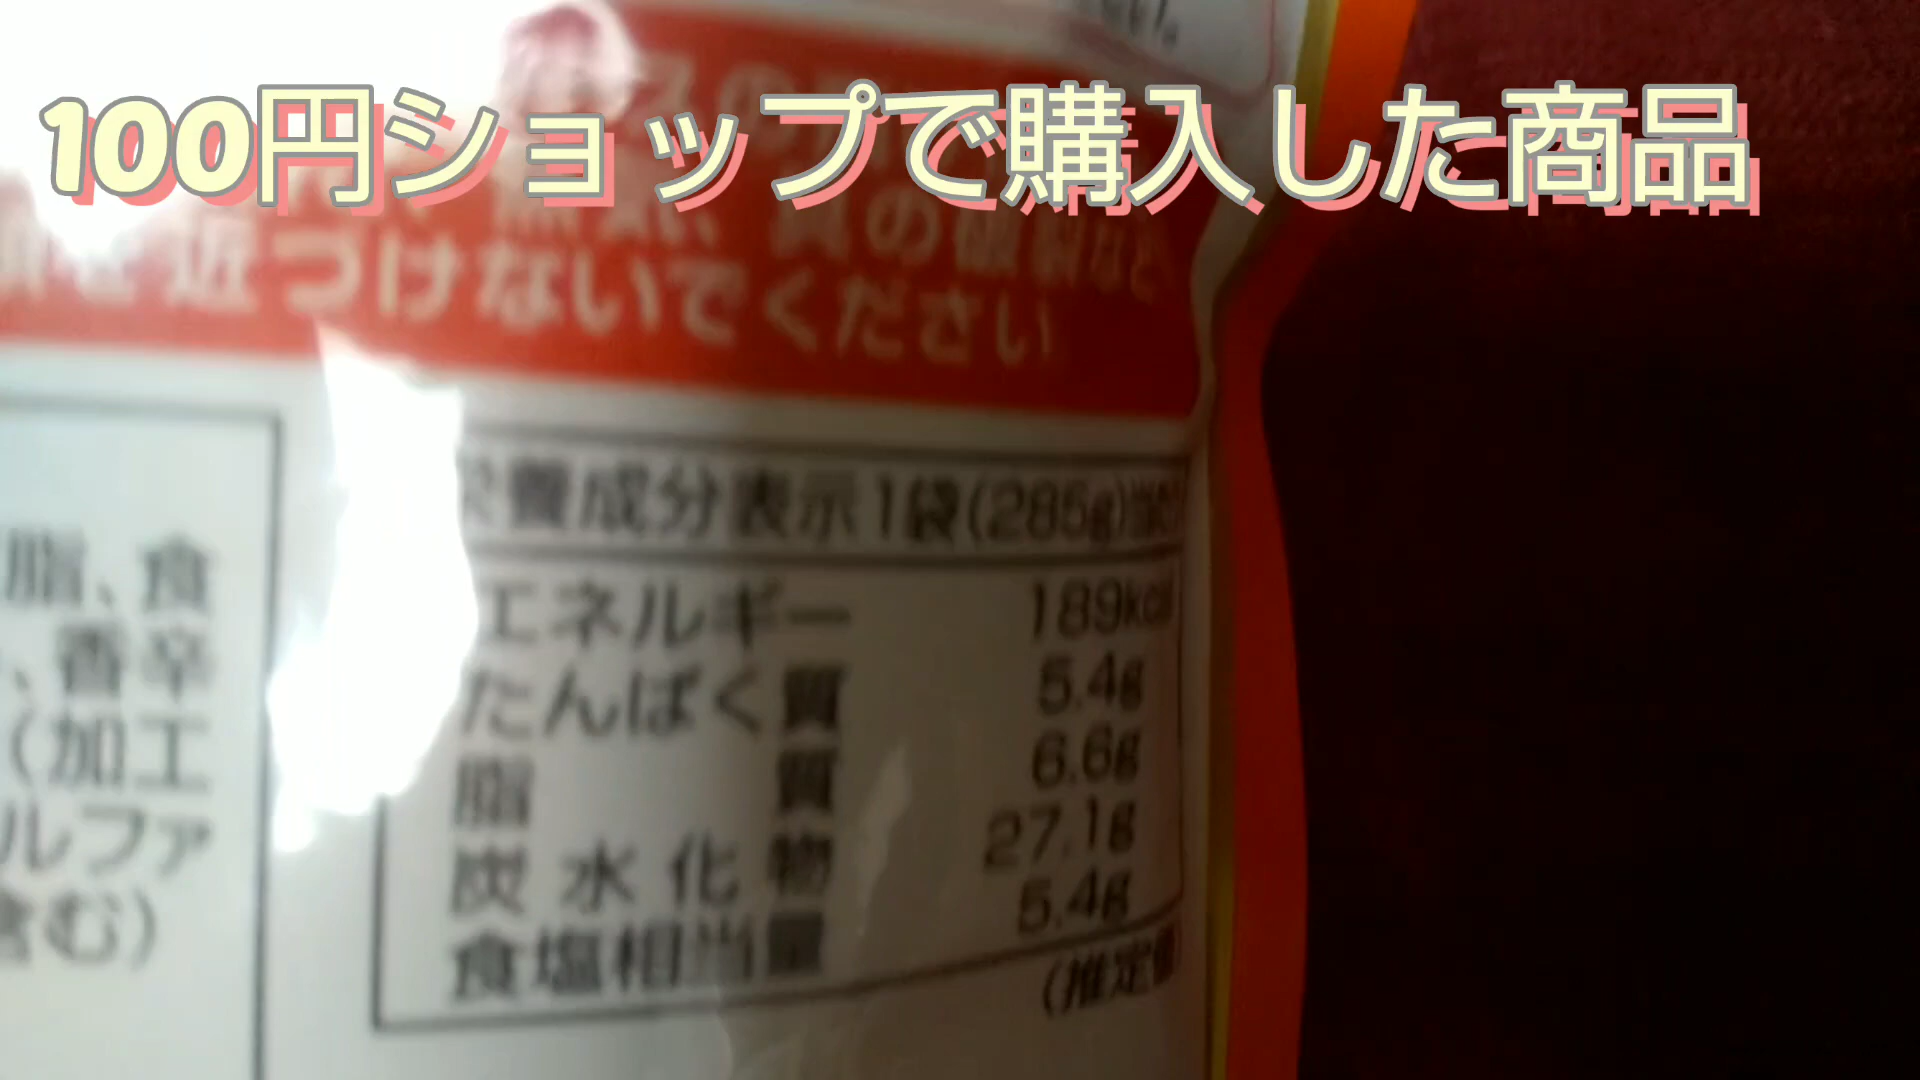 100円ショップで購入した商品
近づけないでください
養成分表示1袋(285g)当た
エネルギー 189kcal
たんぱく質 5.4g
脂質 6.6g
炭水化物 27.1g
食塩相当量 5.4g
(推定値
脂、食
、香辛
(加工
ルファ
含む)